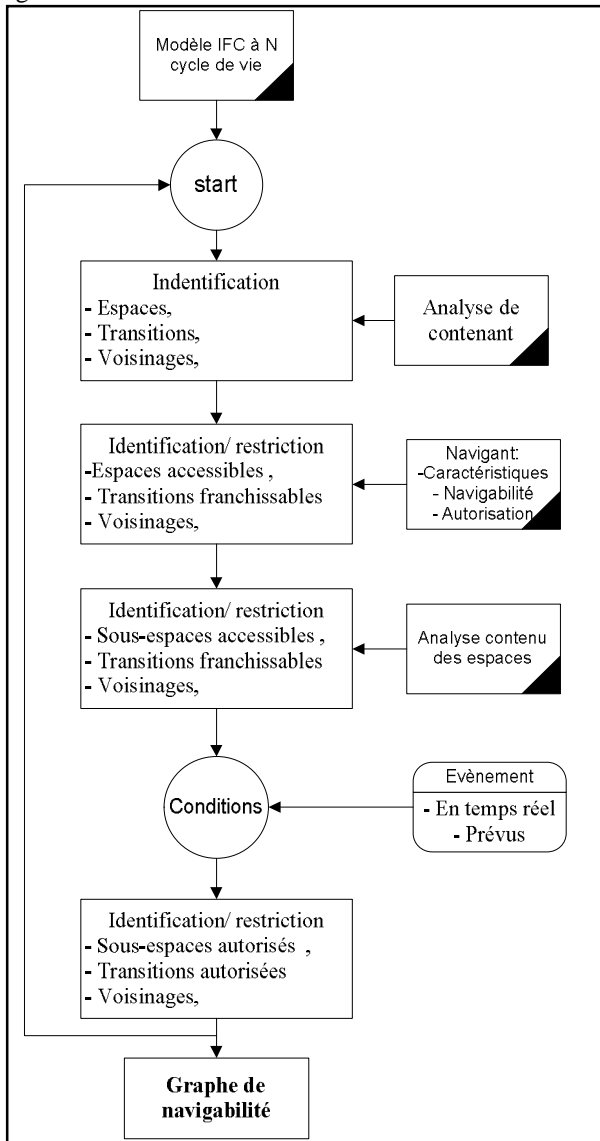 Modèle IFC à N
cycle de vie
start
Indentification
- Espaces,
- Transitions,
- Voisinages,
Analyse de
contenant
Identification/ restriction
-Espaces accessibles ,
- Transitions franchissables
- Voisinages,
Navigant:
-Caractéristiques
- Navigabilité
- Autorisation
Identification/ restriction
- Sous-espaces accessibles ,
- Transitions franchissables
- Voisinages,
Analyse contenu
des espaces
Conditions
Evènement
- En temps réel
- Prévus
Identification/ restriction
- Sous-espaces autorisés ,
- Transitions autorisées
- Voisinages,
Graphe de
navigabilité